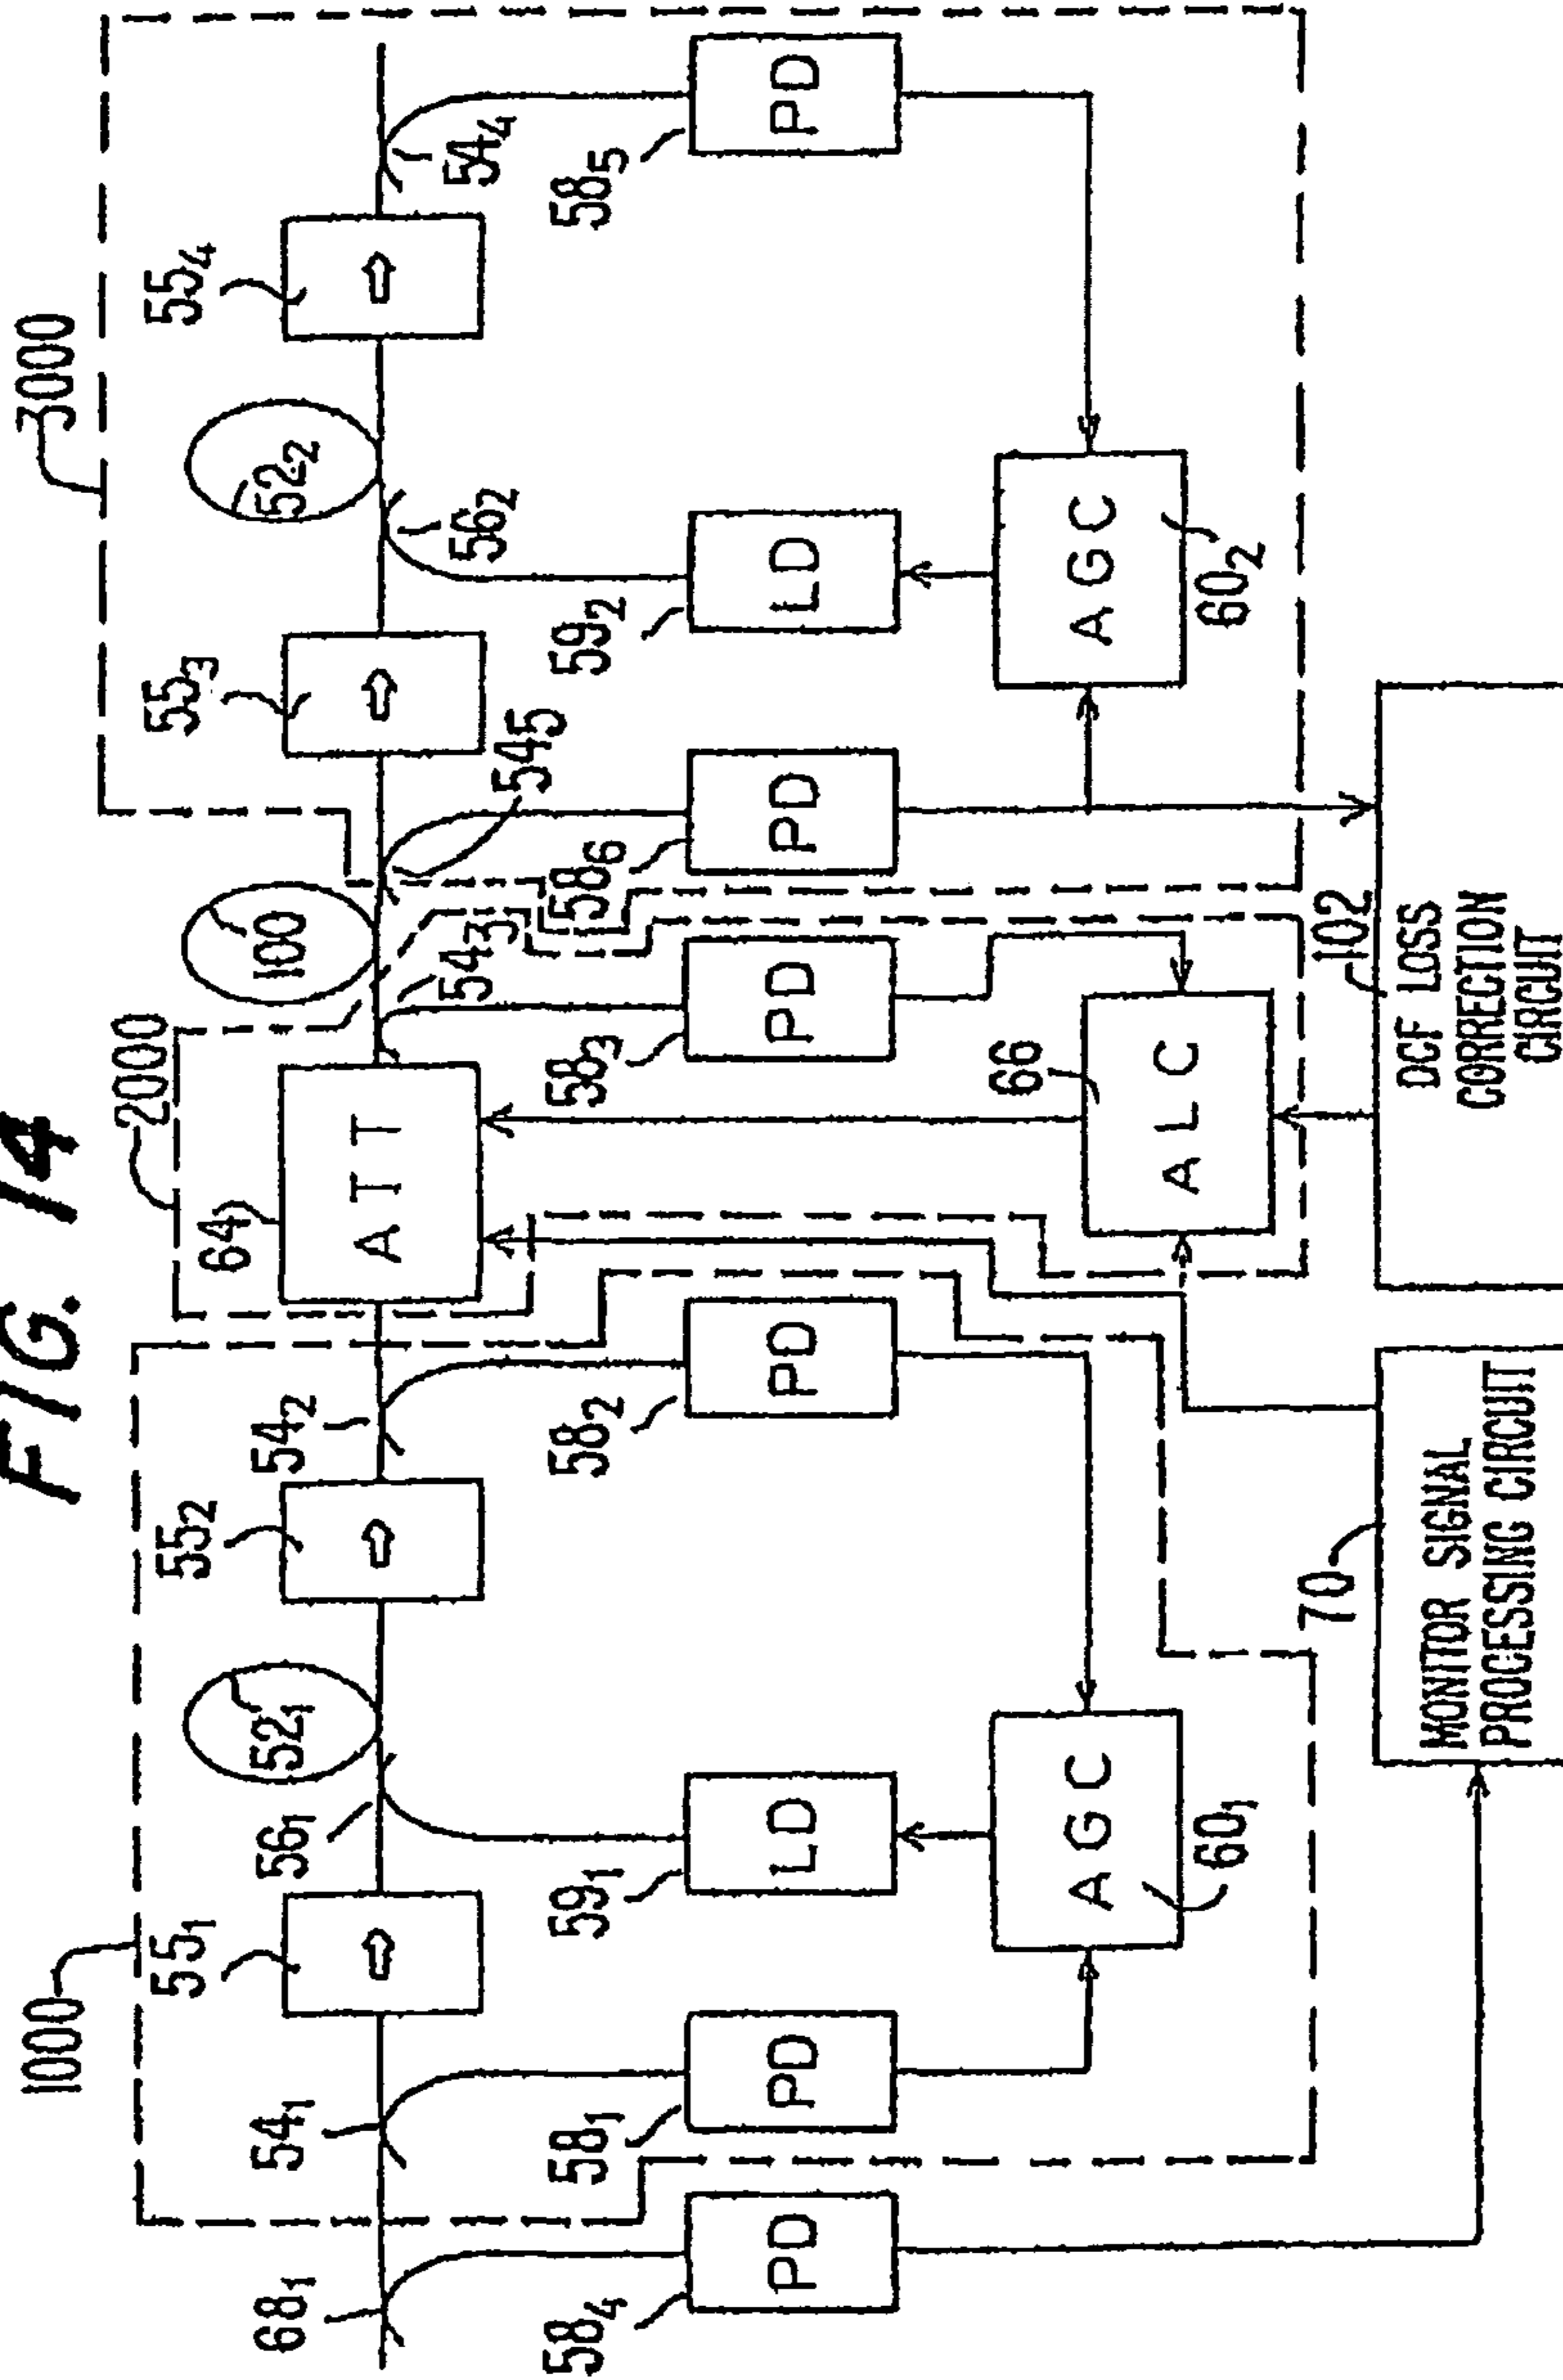 FIG. 14
1000
2000
3000
68₁
54₁
55₁
56₁
52₁
55₂
54₂
64₁
ATT
54₃
100
54₅
55₃
56₂
52₂
55₄
54₄
58₄
PD
58₁
PD
59₁
LD
58₂
PD
58₃
PD
58₆
PD
59₂
LD
58₅
PD
AGC
60₁
66
ALC
AGC
60₂
70
MONITOR SIGNAL
PROCESSING CIRCUIT
102
DCF LOSS
CORRECTION
CIRCUIT